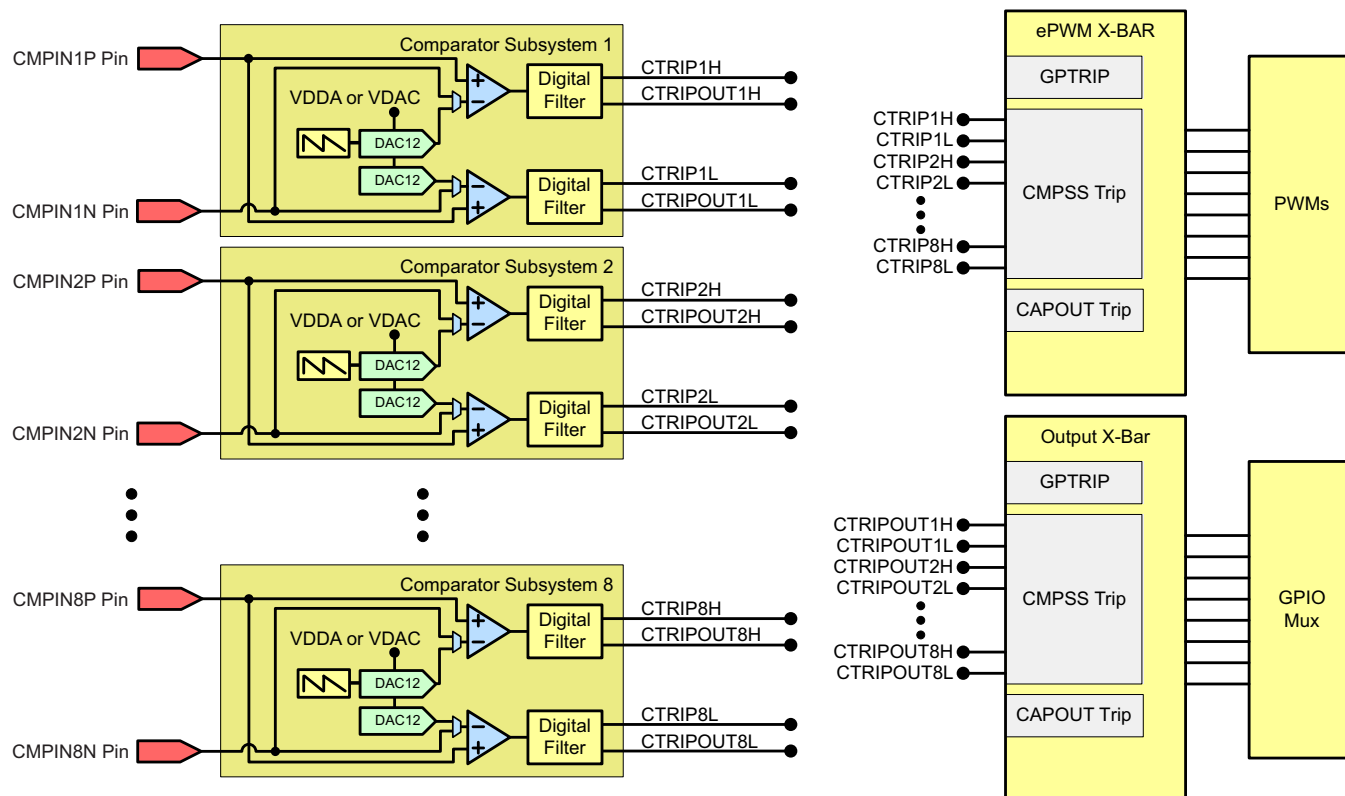 CMPIN1P Pin
Comparator Subsystem 1
VDDA or VDAC
DAC12
DAC12
Digital
Filter
CTRIP1H
CTRIPOUT1H
Digital
Filter
CTRIP1L
CTRIPOUT1L
CMPIN1N Pin
CMPIN2P Pin
Comparator Subsystem 2
VDDA or VDAC
DAC12
DAC12
Digital
Filter
CTRIP2H
CTRIPOUT2H
Digital
Filter
CTRIP2L
CTRIPOUT2L
CMPIN2N Pin
CMPIN8P Pin
Comparator Subsystem 8
VDDA or VDAC
DAC12
DAC12
Digital
Filter
CTRIP8H
CTRIPOUT8H
Digital
Filter
CTRIP8L
CTRIPOUT8L
CMPIN8N Pin
ePWM X-BAR
GPTRIP
CTRIP1H
CTRIP1L
CTRIP2H
CTRIP2L
CTRIP8H
CTRIP8L
CMPSS Trip
CAPOUT Trip
PWMs
Output X-Bar
GPTRIP
CTRIPOUT1H
CTRIPOUT1L
CTRIPOUT2H
CTRIPOUT2L
CTRIPOUT8H
CTRIPOUT8L
CMPSS Trip
CAPOUT Trip
GPIO
Mux